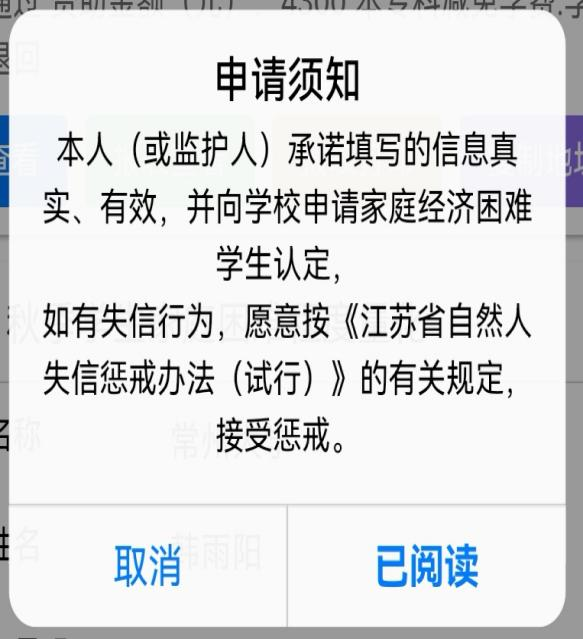 申请须知
本人（或监护人）承诺填写的信息真
实、有效，并向学校申请家庭经济困难
学生认定，
如有失信行为，愿意按《江苏省自然人
失信惩戒办法（试行）》的有关规定，
接受惩戒。
取消
已阅读